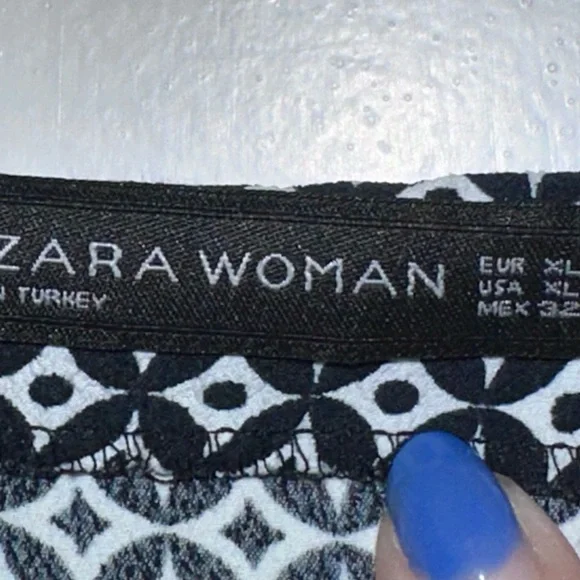 ZARA WOMAN
N TURKEY
EUR XL
USA XL
MEX 32